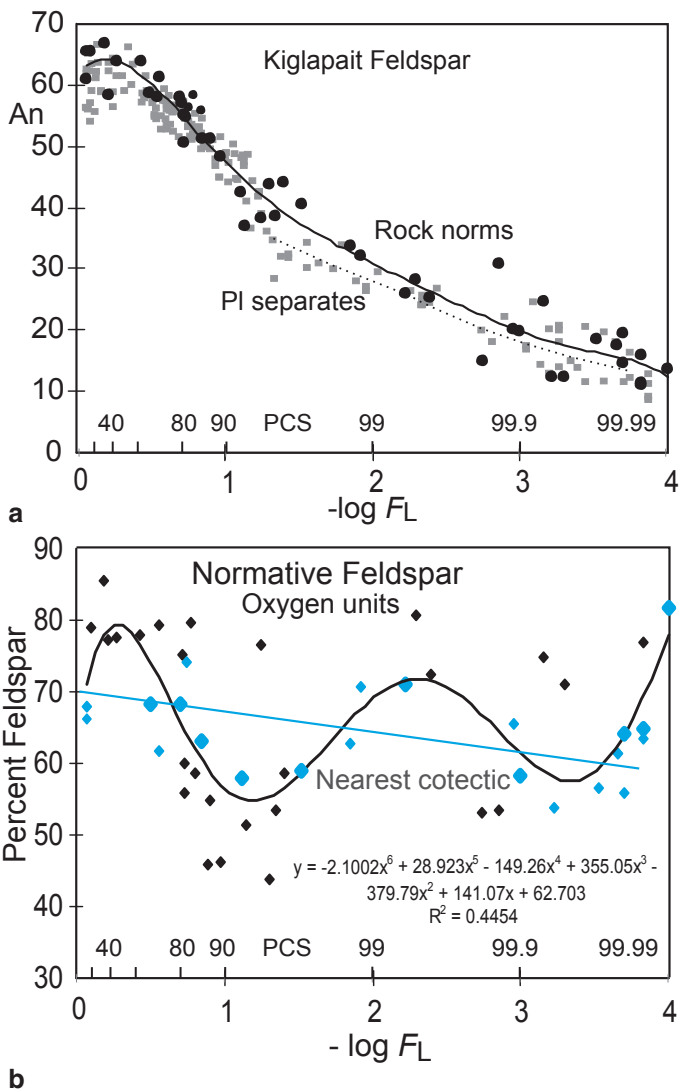 70
Kiglapait Feldspar
60
An
50
40
Rock norms
30
Pl separates
20
10
40 80 90 PCS 99 99.9 99.99
0
0 1 2 3 4
-log FL
a
90
Normative Feldspar
Oxygen units
80
70
Percent Feldspar
60
Nearest cotectic
50
y = -2.1002x⁶ + 28.923x⁵ - 149.26x⁴ + 355.05x³ -
379.79x² + 141.07x + 62.703
R² = 0.4454
40
40 80 90 PCS 99 99.9 99.99
30
0 1 2 3 4
- log FL
b